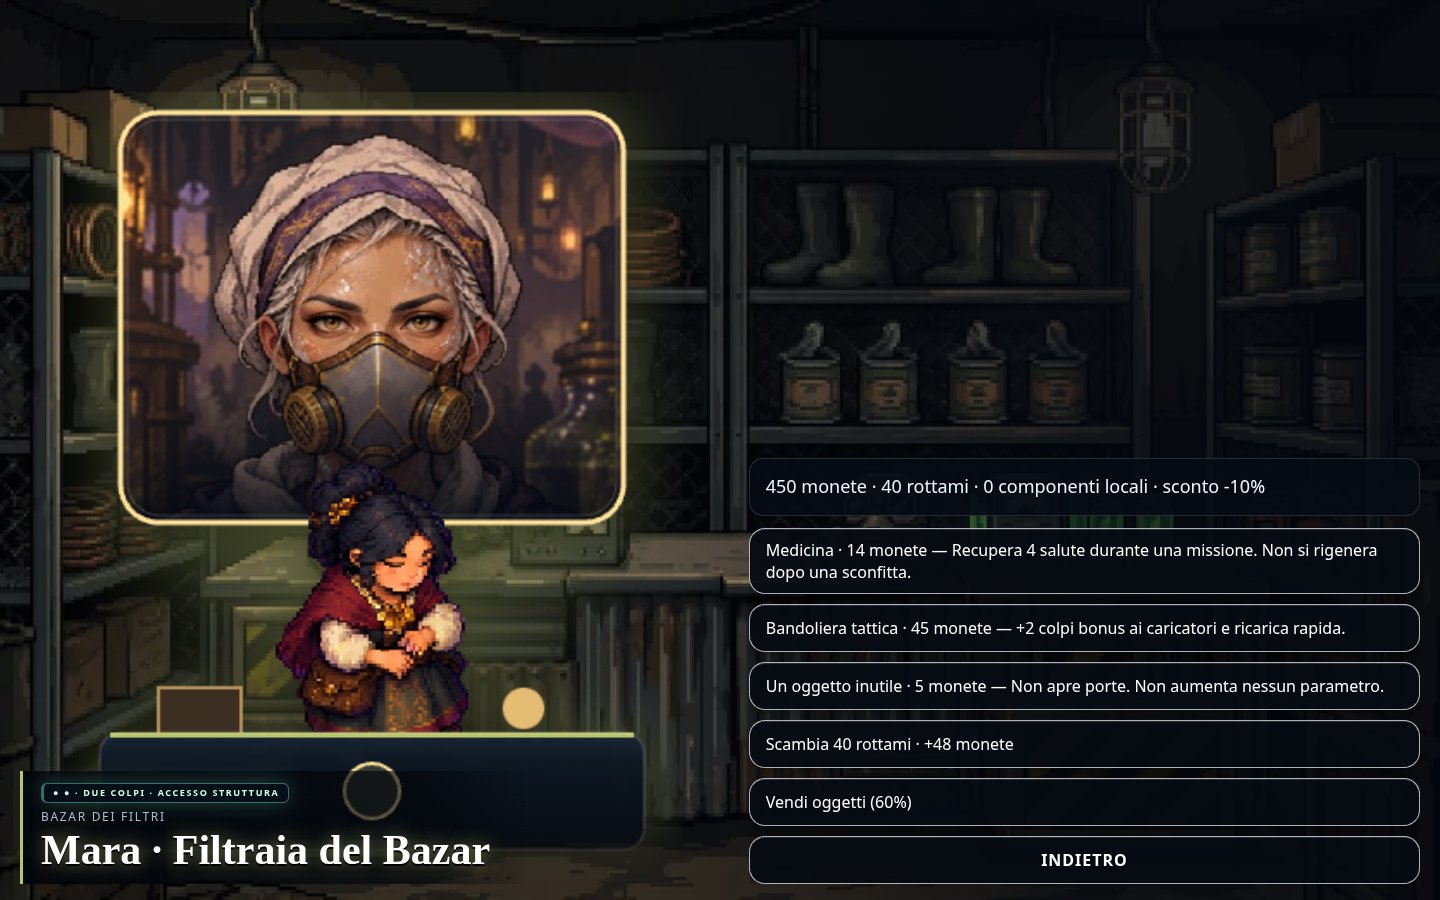 450 monete · 40 rottami · 0 componenti locali · sconto -10%
Medicina · 14 monete — Recupera 4 salute durante una missione. Non si rigenera
dopo una sconfitta.
Bandoliera tattica · 45 monete — +2 colpi bonus ai caricatori e ricarica rapida.
Un oggetto inutile · 5 monete — Non apre porte. Non aumenta nessun parametro.
Scambia 40 rottami · +48 monete
Vendi oggetti (60%)
INDIETRO
• • · DUE COLPI · ACCESSO STRUTTURA
BAZAR DEI FILTRI
Mara · Filtraia del Bazar